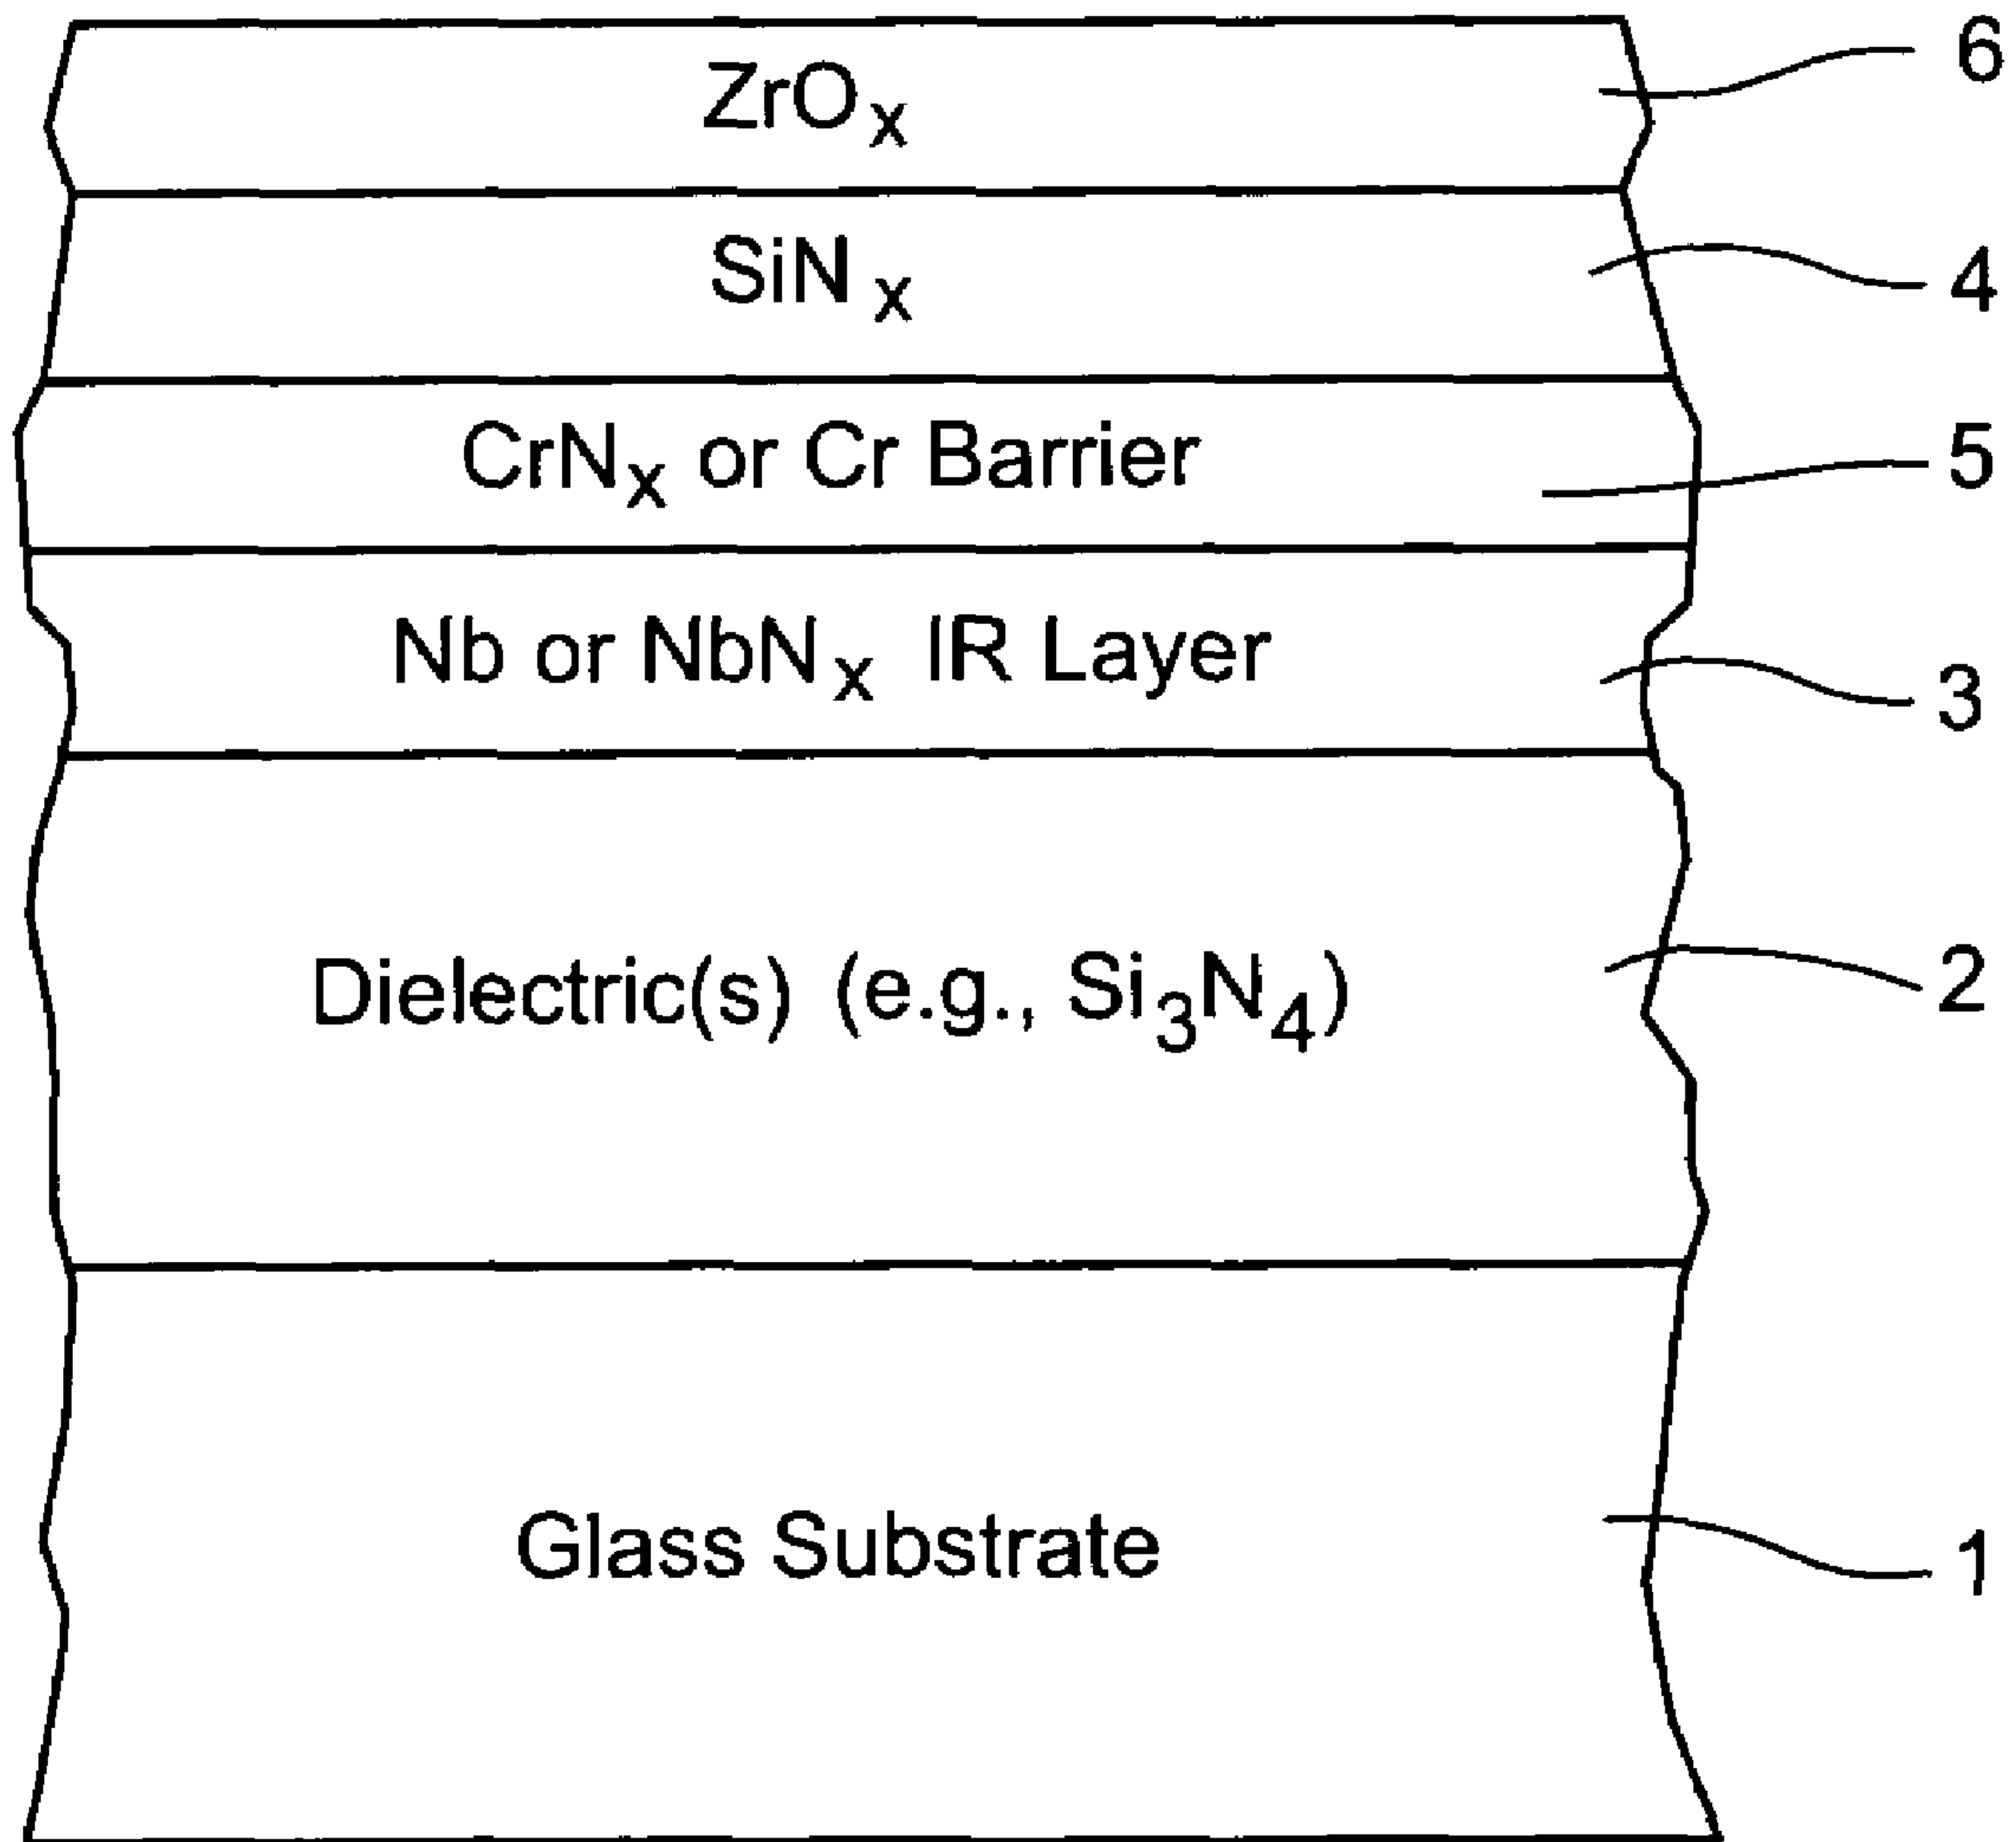 ZrOₓ 6
SiNₓ 4
CrNₓ or Cr Barrier 5
Nb or NbNₓ IR Layer 3
Dielectric(s) (e.g., Si₃N₄) 2
Glass Substrate 1